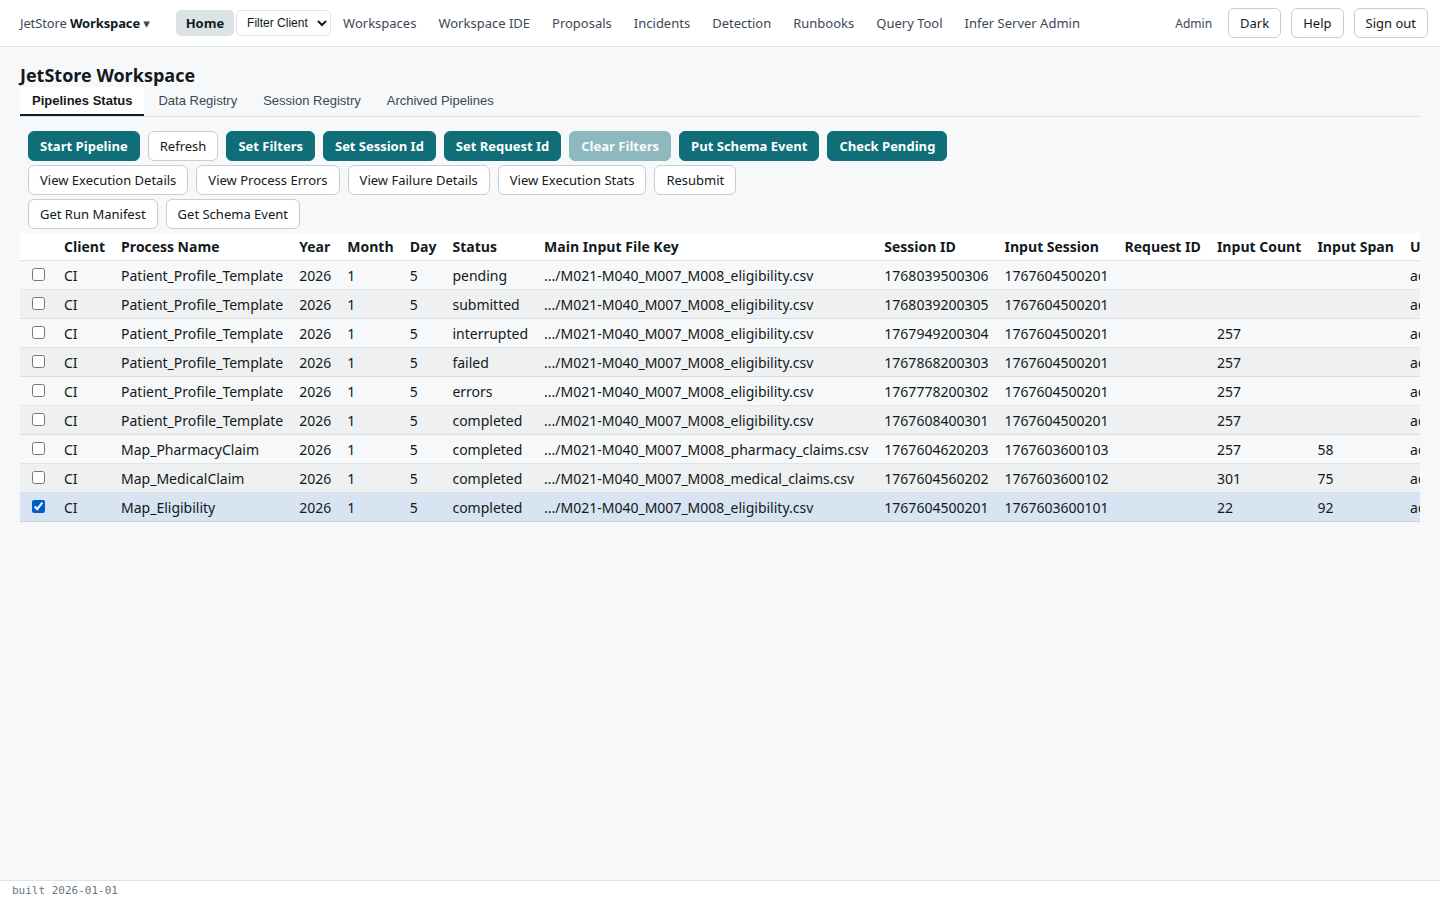 JetStore Workspace ▾ Home Filter Client Workspaces Workspace IDE Proposals Incidents Detection Runbooks Query Tool Infer Server Admin Admin Dark Help Sign out
JetStore Workspace
Pipelines Status Data Registry Session Registry Archived Pipelines
Start Pipeline Refresh Set Filters Set Session Id Set Request Id Clear Filters Put Schema Event Check Pending
View Execution Details View Process Errors View Failure Details View Execution Stats Resubmit
Get Run Manifest Get Schema Event
Client Process Name Year Month Day Status Main Input File Key Session ID Input Session Request ID Input Count Input Span U
CI Patient_Profile_Template 2026 1 5 pending .../M021-M040_M007_M008_eligibility.csv 1768039500306 1767604500201
CI Patient_Profile_Template 2026 1 5 submitted .../M021-M040_M007_M008_eligibility.csv 1768039200305 1767604500201
CI Patient_Profile_Template 2026 1 5 interrupted .../M021-M040_M007_M008_eligibility.csv 1767949200304 1767604500201 257
CI Patient_Profile_Template 2026 1 5 failed .../M021-M040_M007_M008_eligibility.csv 1767868200303 1767604500201 257
CI Patient_Profile_Template 2026 1 5 errors .../M021-M040_M007_M008_eligibility.csv 1767778200302 1767604500201 257
CI Patient_Profile_Template 2026 1 5 completed .../M021-M040_M007_M008_eligibility.csv 1767608400301 1767604500201 257
CI Map_PharmacyClaim 2026 1 5 completed .../M021-M040_M007_M008_pharmacy_claims.csv 1767604620203 1767603600103 257 58
CI Map_MedicalClaim 2026 1 5 completed .../M021-M040_M007_M008_medical_claims.csv 1767604560202 1767603600102 301 75
CI Map_Eligibility 2026 1 5 completed .../M021-M040_M007_M008_eligibility.csv 1767604500201 1767603600101 22 92
built 2026-01-01